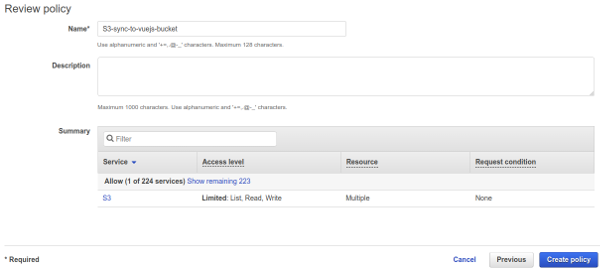 Review policy
Name*
S3-sync-to-vuejs-bucket
Use alphanumeric and '+=,.@-_' characters. Maximum 128 characters.
Description
Maximum 1000 characters. Use alphanumeric and '+=,.@-_' characters.
Summary
Filter
Service Access level Resource Request condition
Allow (1 of 224 services) Show remaining 223
S3 Limited: List, Read, Write Multiple None
* Required Cancel Previous Create policy